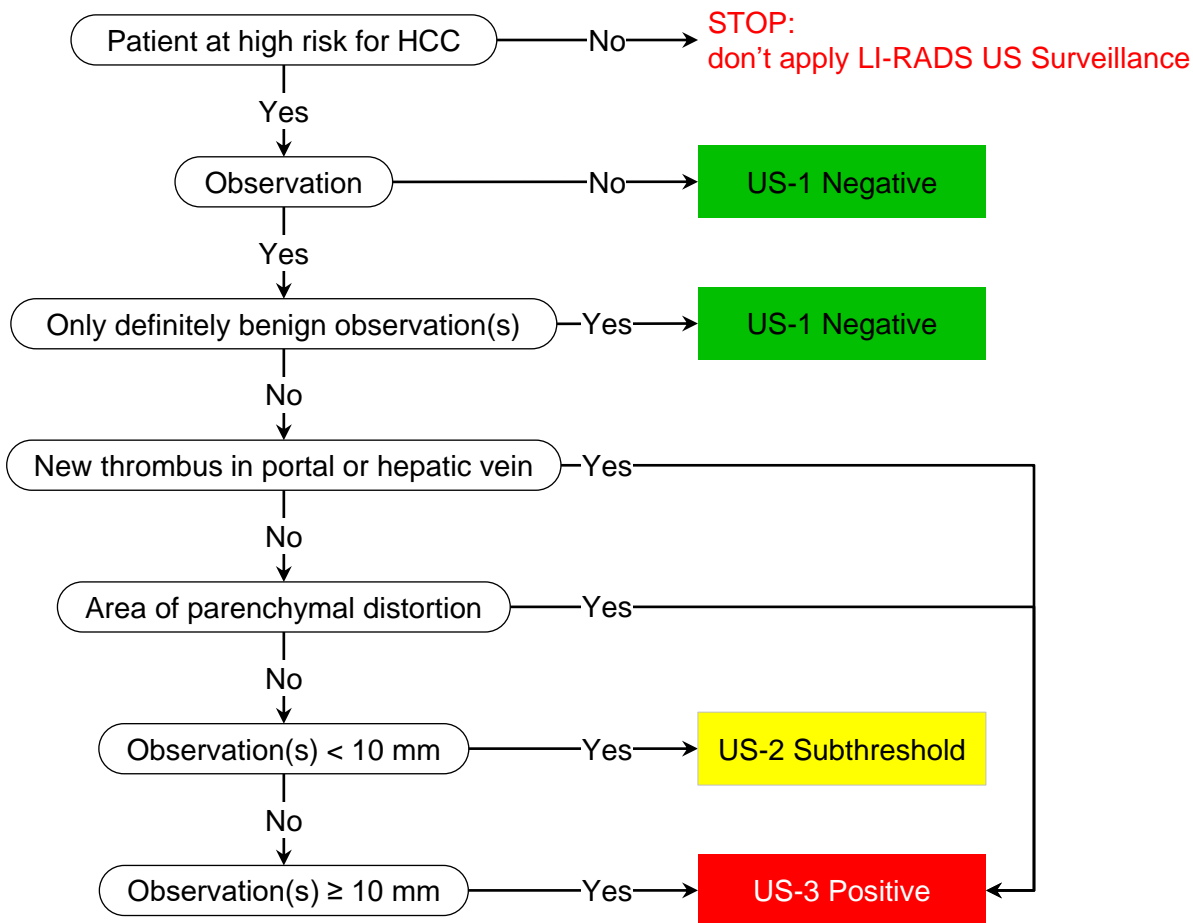 Patient at high risk for HCC
No
STOP:
don’t apply LI-RADS US Surveillance
Yes
Observation
No
US-1 Negative
Yes
Only definitely benign observation(s)
Yes
US-1 Negative
No
New thrombus in portal or hepatic vein
Yes
No
Area of parenchymal distortion
Yes
No
Observation(s) < 10 mm
Yes
US-2 Subthreshold
No
Observation(s) ≥ 10 mm
Yes
US-3 Positive